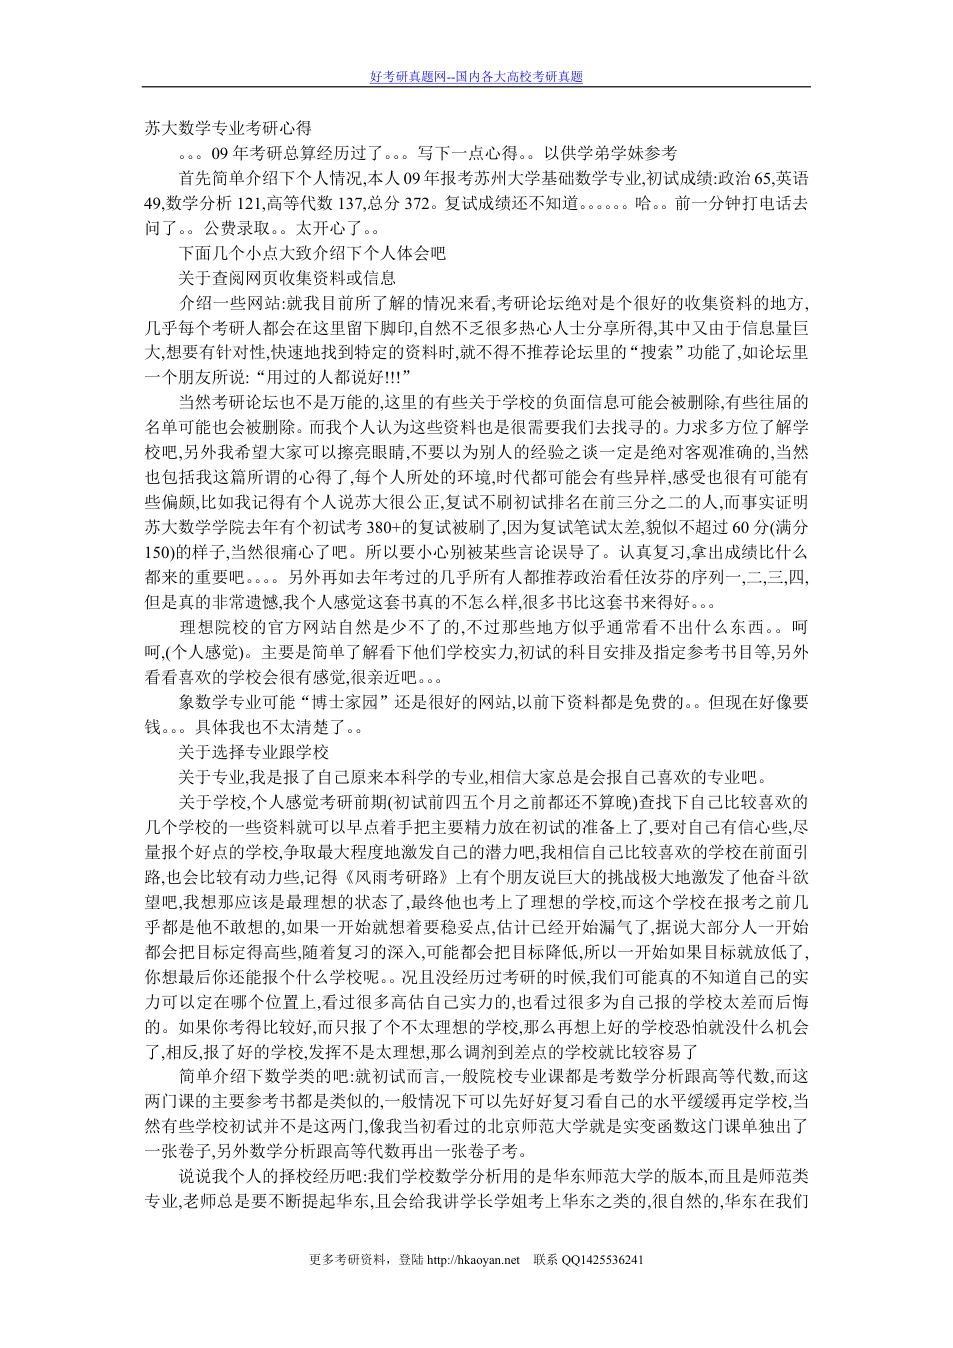 好考研真题网--国内各大高校考研真题
苏大数学专业考研心得
。。。09 年考研总算经历过了。。。写下一点心得。。以供学弟学妹参考
首先简单介绍下个人情况,本人 09 年报考苏州大学基础数学专业,初试成绩:政治 65,英语
49,数学分析 121,高等代数 137,总分 372。复试成绩还不知道。。。。。。哈。。前一分钟打电话去
问了。。公费录取。。太开心了。。
下面几个小点大致介绍下个人体会吧
关于查阅网页收集资料或信息
介绍一些网站:就我目前所了解的情况来看,考研论坛绝对是个很好的收集资料的地方,
几乎每个考研人都会在这里留下脚印,自然不乏很多热心人士分享所得,其中又由于信息量巨
大,想要有针对性,快速地找到特定的资料时,就不得不推荐论坛里的“搜索”功能了,如论坛里
一个朋友所说:“用过的人都说好!!!”
当然考研论坛也不是万能的,这里的有些关于学校的负面信息可能会被删除,有些往届的
名单可能也会被删除。而我个人认为这些资料也是很需要我们去找寻的。力求多方位了解学
校吧,另外我希望大家可以擦亮眼睛,不要以为别人的经验之谈一定是绝对客观准确的,当然
也包括我这篇所谓的心得了,每个人所处的环境,时代都可能会有些异样,感受也很有可能有
些偏颇,比如我记得有个人说苏大很公正,复试不刷初试排名在前三分之二的人,而事实证明
苏大数学学院去年有个初试考 380+的复试被刷了,因为复试笔试太差,貌似不超过 60 分(满分
150)的样子,当然很痛心了吧。所以要小心别被某些言论误导了。认真复习,拿出成绩比什么
都来的重要吧。。。。另外再如去年考过的几乎所有人都推荐政治看任汝芬的序列一,二,三,四,
但是真的非常遗憾,我个人感觉这套书真的不怎么样,很多书比这套书来得好。。。
理想院校的官方网站自然是少不了的,不过那些地方似乎通常看不出什么东西。。呵
呵,(个人感觉)。主要是简单了解看下他们学校实力,初试的科目安排及指定参考书目等,另外
看看喜欢的学校会很有感觉,很亲近吧。。。
象数学专业可能“博士家园”还是很好的网站,以前下资料都是免费的。。但现在好像要
钱。。。具体我也不太清楚了。。
关于选择专业跟学校
关于专业,我是报了自己原来本科学的专业,相信大家总是会报自己喜欢的专业吧。
关于学校,个人感觉考研前期(初试前四五个月之前都还不算晚)查找下自己比较喜欢的
几个学校的一些资料就可以早点着手把主要精力放在初试的准备上了,要对自己有信心些,尽
量报个好点的学校,争取最大程度地激发自己的潜力吧,我相信自己比较喜欢的学校在前面引
路,也会比较有动力些,记得《风雨考研路》上有个朋友说巨大的挑战极大地激发了他奋斗欲
望吧,我想那应该是最理想的状态了,最终他也考上了理想的学校,而这个学校在报考之前几
乎都是他不敢想的,如果一开始就想着要稳妥点,估计已经开始漏气了,据说大部分人一开始
都会把目标定得高些,随着复习的深入,可能都会把目标降低,所以一开始如果目标就放低了,
你想最后你还能报个什么学校呢。。况且没经历过考研的时候,我们可能真的不知道自己的实
力可以定在哪个位置上,看过很多高估自己实力的,也看过很多为自己报的学校太差而后悔
的。如果你考得比较好,而只报了个不太理想的学校,那么再想上好的学校恐怕就没什么机会
了,相反,报了好的学校,发挥不是太理想,那么调剂到差点的学校就比较容易了
简单介绍下数学类的吧:就初试而言,一般院校专业课都是考数学分析跟高等代数,而这
两门课的主要参考书都是类似的,一般情况下可以先好好复习看自己的水平缓缓再定学校,当
然有些学校初试并不是这两门,像我当初看过的北京师范大学就是实变函数这门课单独出了
一张卷子,另外数学分析跟高等代数再出一张卷子考。
说说我个人的择校经历吧:我们学校数学分析用的是华东师范大学的版本,而且是师范类
专业,老师总是要不断提起华东,且会给我讲学长学姐考上华东之类的,很自然的,华东在我们
更多考研资料，登陆 http://hkaoyan.net 联系 QQ1425536241